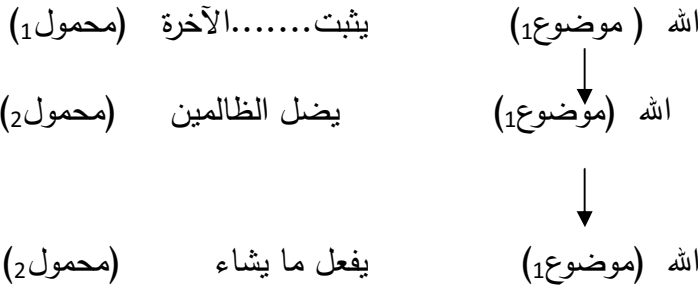 الله ( موضوع1) يثبت.......الآخرة (محمول1)
الله (موضوع1) يضل الظالمين (محمول2)
الله (موضوع1) يفعل ما يشاء (محمول2)